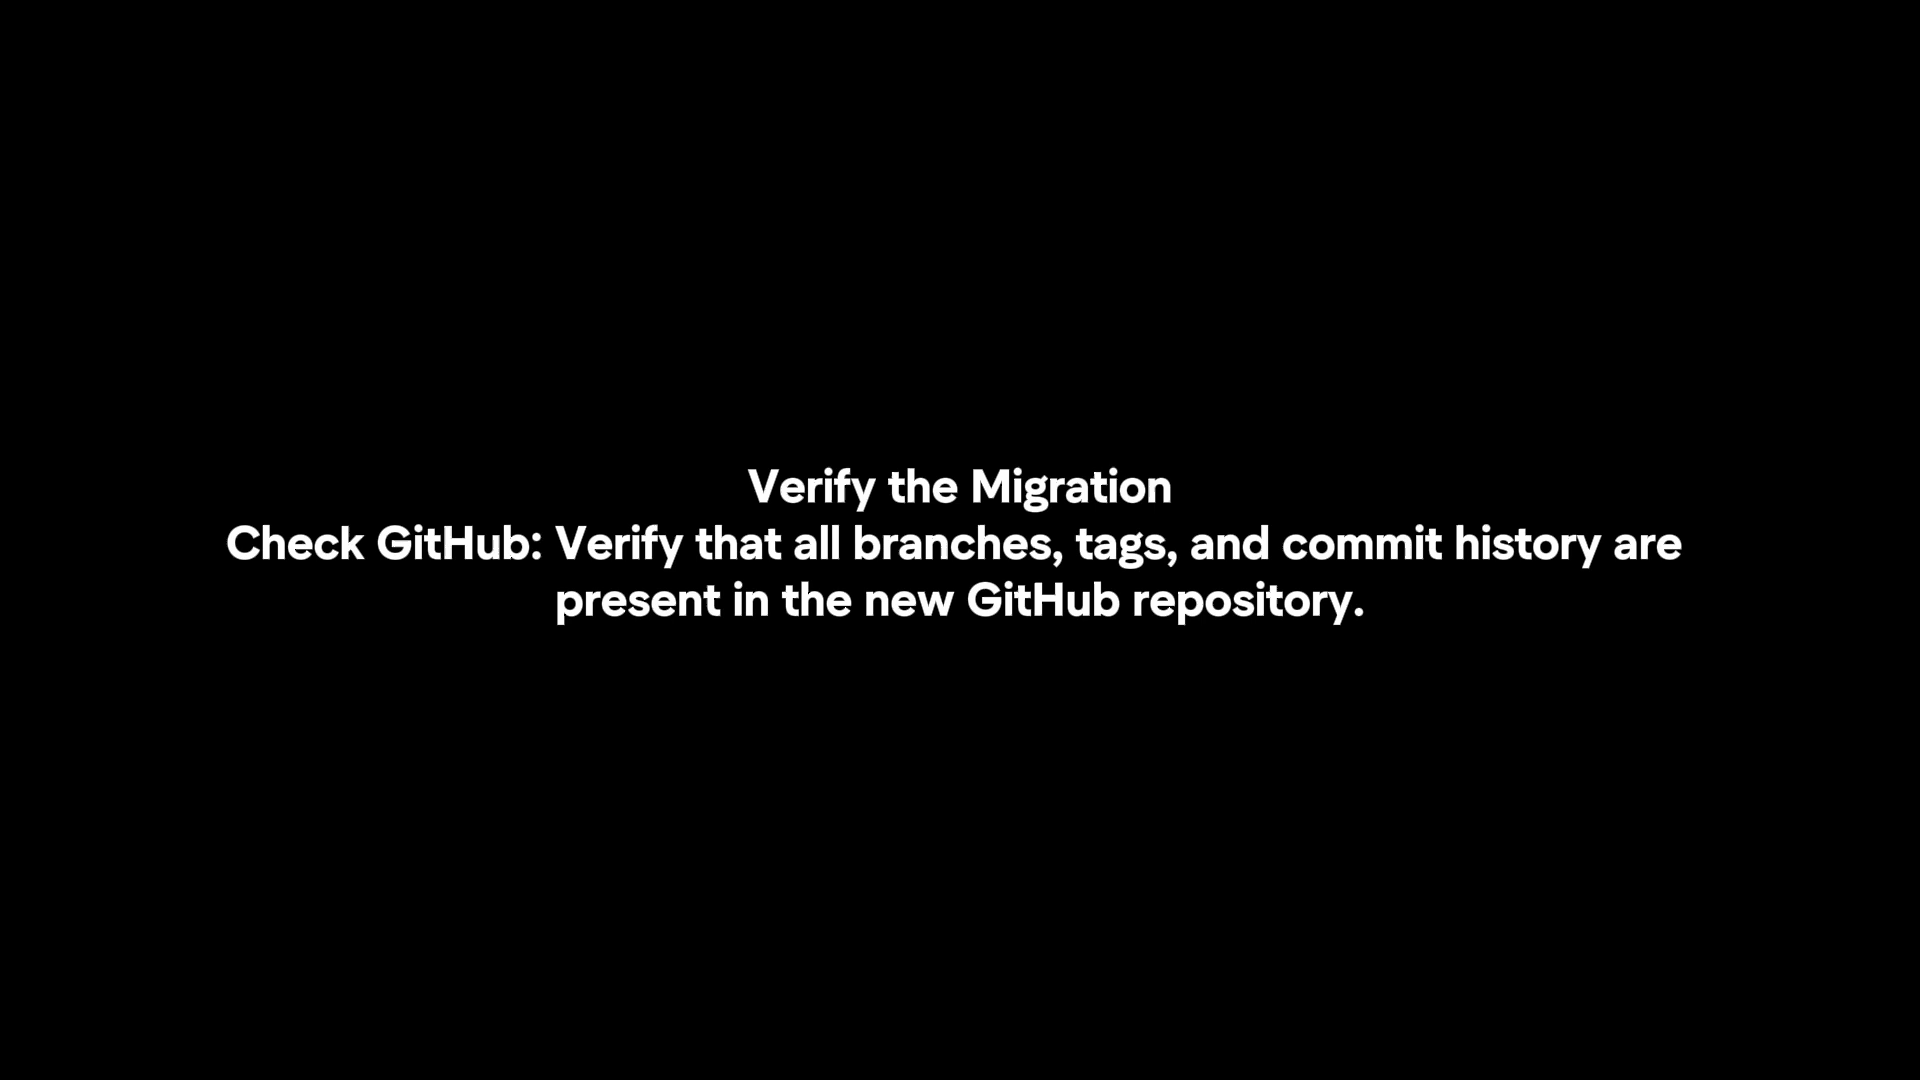 Verify the Migration
Check GitHub: Verify that all branches, tags, and commit history are
present in the new GitHub repository.